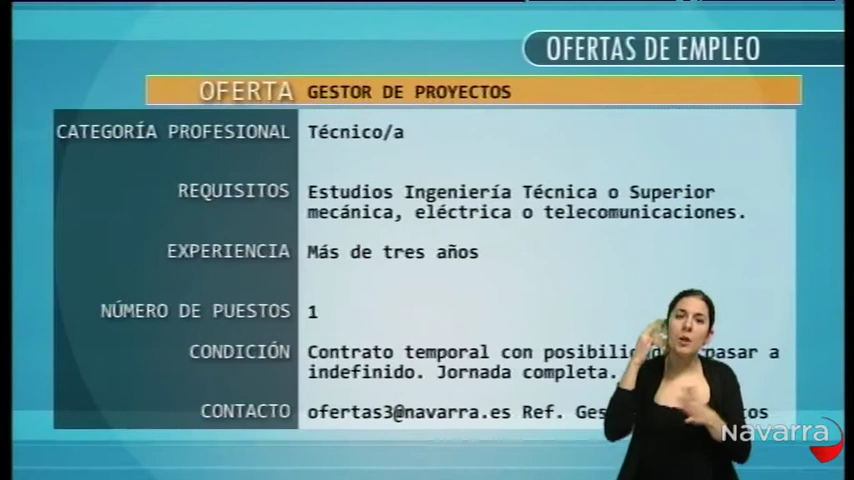 OFERTAS DE EMPLEO
OFERTA GESTOR DE PROYECTOS
CATEGORÍA PROFESIONAL Técnico/a
REQUISITOS Estudios Ingeniería Técnica o Superior
mecánica, eléctrica o telecomunicaciones.
EXPERIENCIA Más de tres años
NÚMERO DE PUESTOS 1
CONDICIÓN Contrato temporal con pasar a
indefinido. Jornada completa.
CONTACTO ofertas3@navarra.es Ref.
navarra